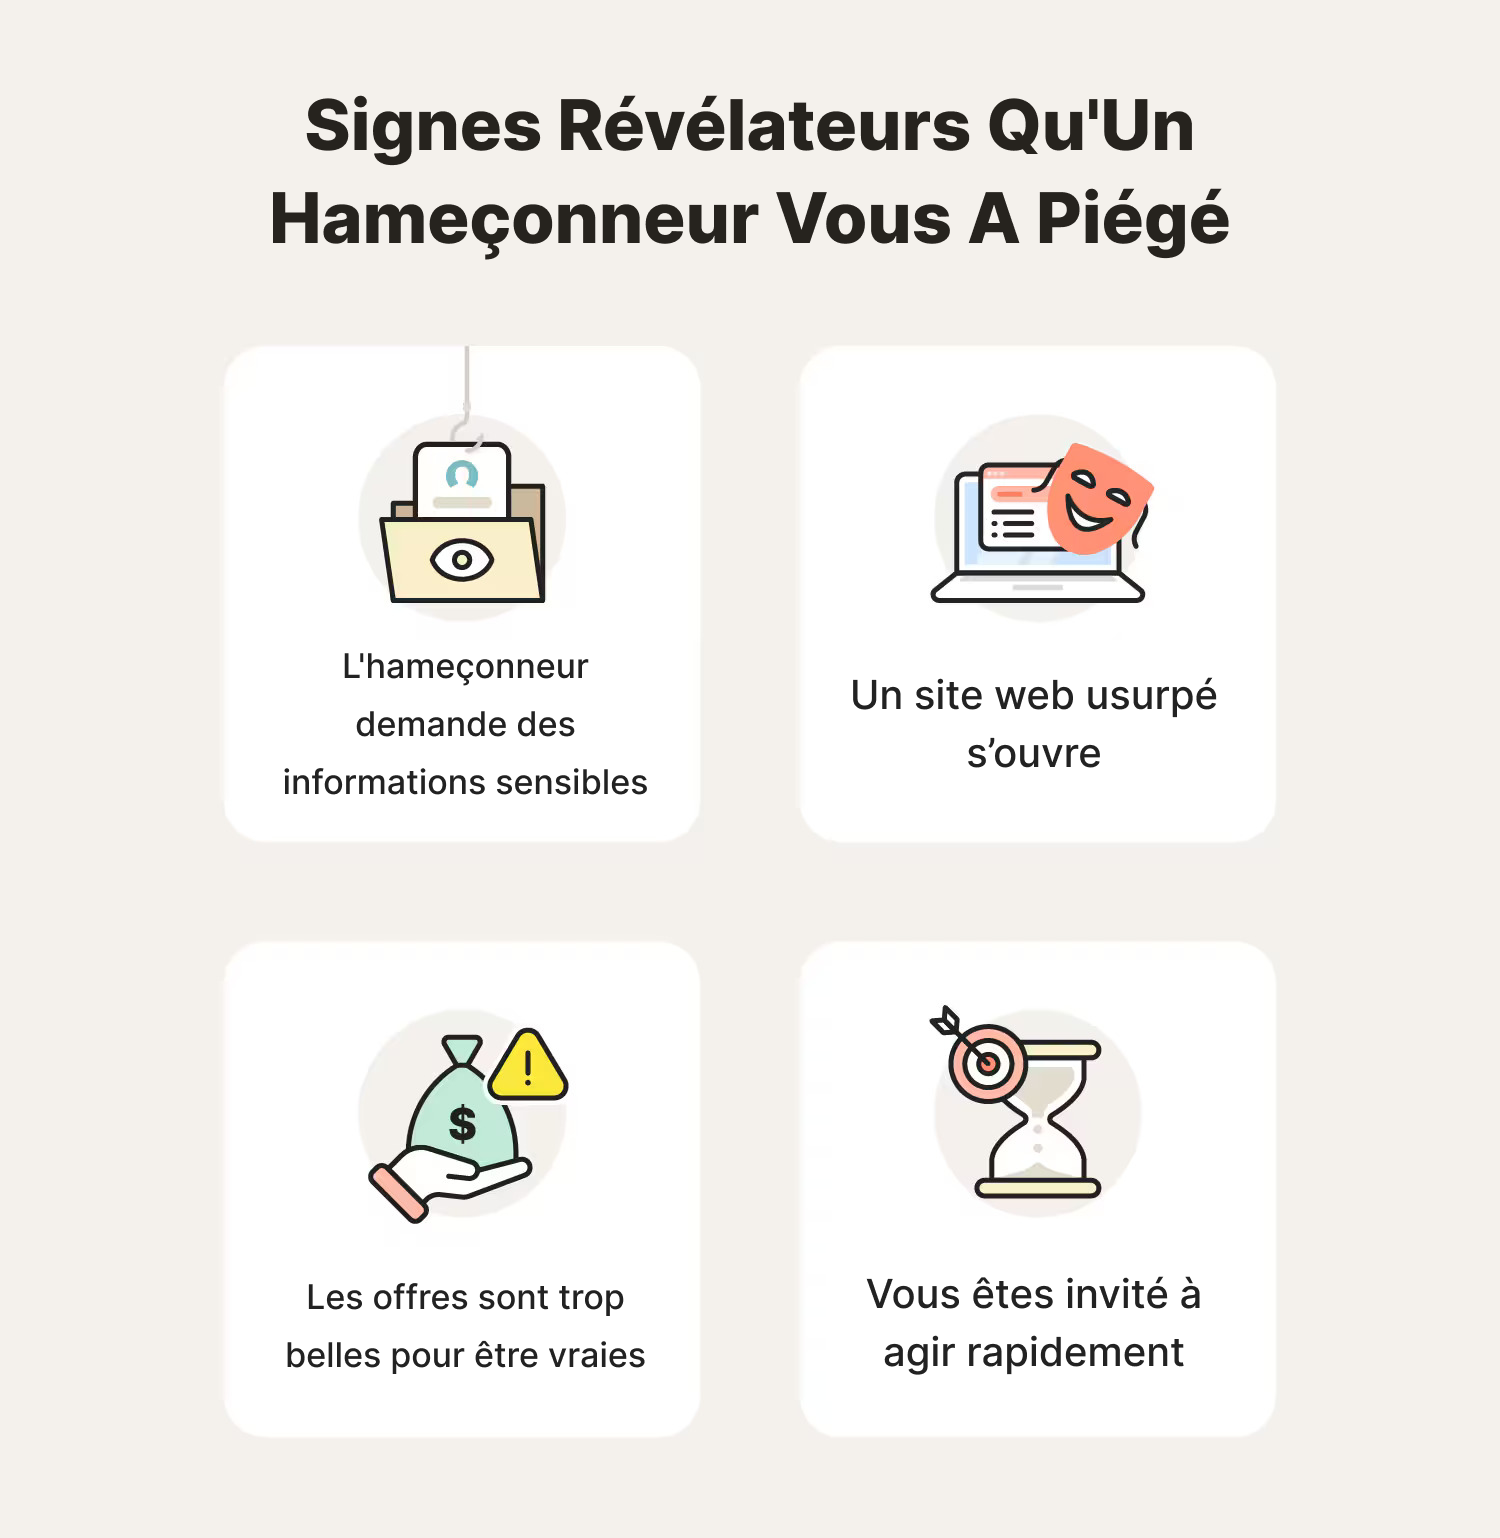 Signes Révélateurs Qu'Un
Hameçonneur Vous A Piégé
L'hameçonneur
demande des
informations sensibles
Un site web usurpé
s’ouvre
$
Les offres sont trop
belles pour être vraies
Vous êtes invité à
agir rapidement